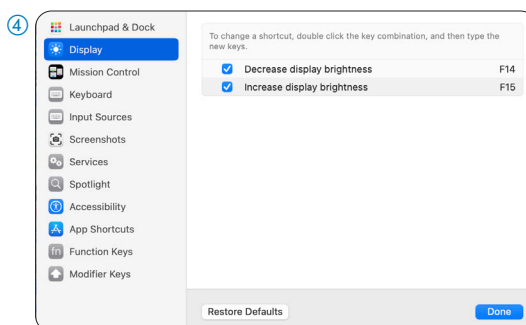 ④
Launchpad & Dock
Display
Mission Control
Keyboard
Input Sources
Screenshots
Services
Spotlight
Accessibility
App Shortcuts
fn Function Keys
Modifier Keys
To change a shortcut, double click the key combination, and then type the
new keys.
Decrease display brightness F14
Increase display brightness F15
Restore Defaults Done